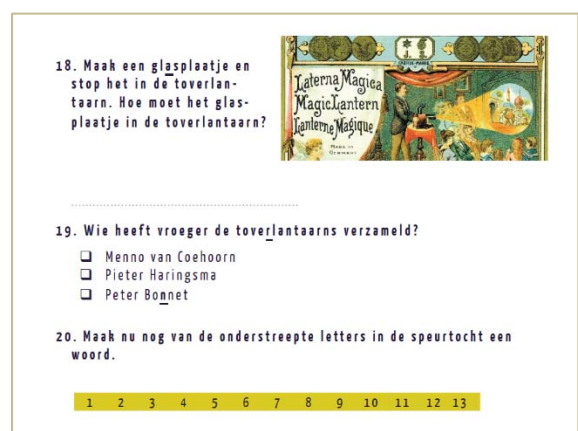 18. Maak een glasplaatje en
stop het in de toverlan-
taarn. Hoe moet het glas-
plaatje in de toverlantaarn?
Laterna Magica
Magic Lantern
Lanterne Magique
Made in
Germany
19. Wie heeft vroeger de toverlantaarns verzameld?
Menno van Coehoorn
Pieter Haringsma
Peter Bonnet
20. Maak nu nog van de onderstreepte letters in de speurtocht een
woord.
1 2 3 4 5 6 7 8 9 10 11 12 13